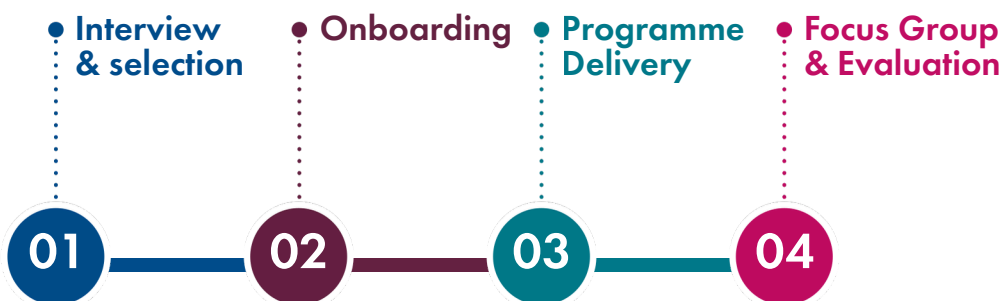 Interview
& selection
Onboarding
Programme
Delivery
Focus Group
& Evaluation
01
02
03
04